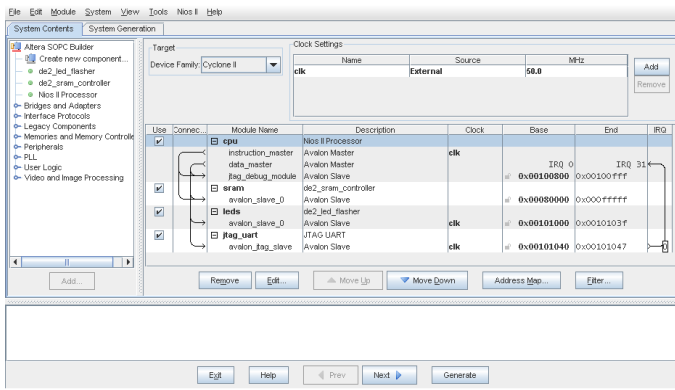 File Edit Module System View Tools Nios II Help
System Contents System Generation
Altera SOPC Builder
Create new component...
de2_led_flasher
de2_sram_controller
Nios II Processor
Bridges and Adapters
Interface Protocols
Legacy Components
Memories and Memory Controlle
Peripherals
PLL
User Logic
Video and Image Processing
Add...
Target
Device Family: Cyclone II
Clock Settings
Name Source MHz
clk External 50.0
Add
Remove
Use Connec... Module Name Description Clock Base End IRQ
cpu Nios II Processor
instruction_master Avalon Master clk
data_master Avalon Master IRQ 0 IRQ 31
jtag_debug_module Avalon Slave 0x00100800 0x00100fff
sram de2_sram_controller
avalon_slave_0 Avalon Slave 0x00080000 0x000fffff
leds de2_led_flasher
avalon_slave_0 Avalon Slave clk 0x00101000 0x0010103f
jtag_uart JTAG UART
avalon_jtag_slave Avalon Slave clk 0x00101040 0x00101047
Remove Edit... Move Up Move Down Address Map... Filter...
Exit Help Prev Next Generate